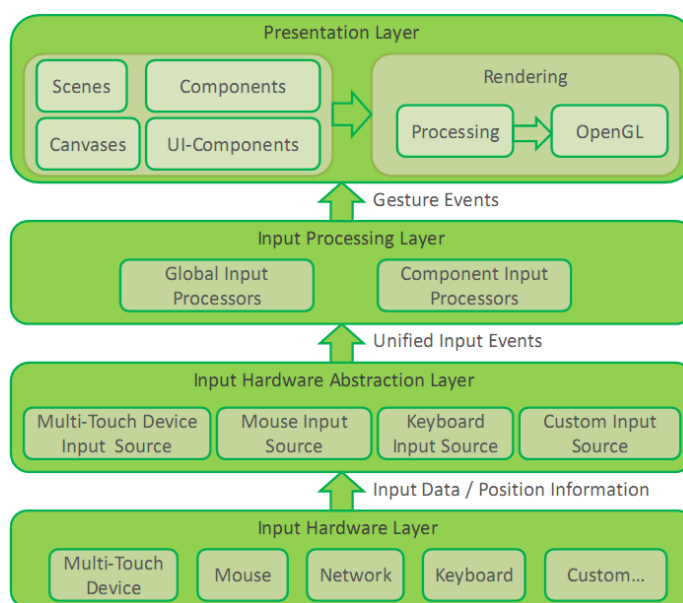 Presentation Layer
Scenes
Components
Canvases
UI-Components
Rendering
Processing
OpenGL
Gesture Events
Input Processing Layer
Global Input
Processors
Component Input
Processors
Unified Input Events
Input Hardware Abstraction Layer
Multi-Touch Device
Input Source
Mouse Input
Source
Keyboard
Input Source
Custom Input
Source
Input Data / Position Information
Input Hardware Layer
Multi-Touch
Device
Mouse
Network
Keyboard
Custom...